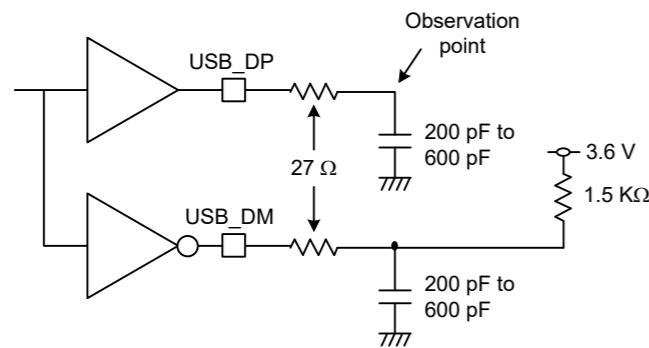 Observation
point
USB_DP
200 pF to
600 pF
27 Ω
3.6 V
1.5 KΩ
USB_DM
200 pF to
600 pF